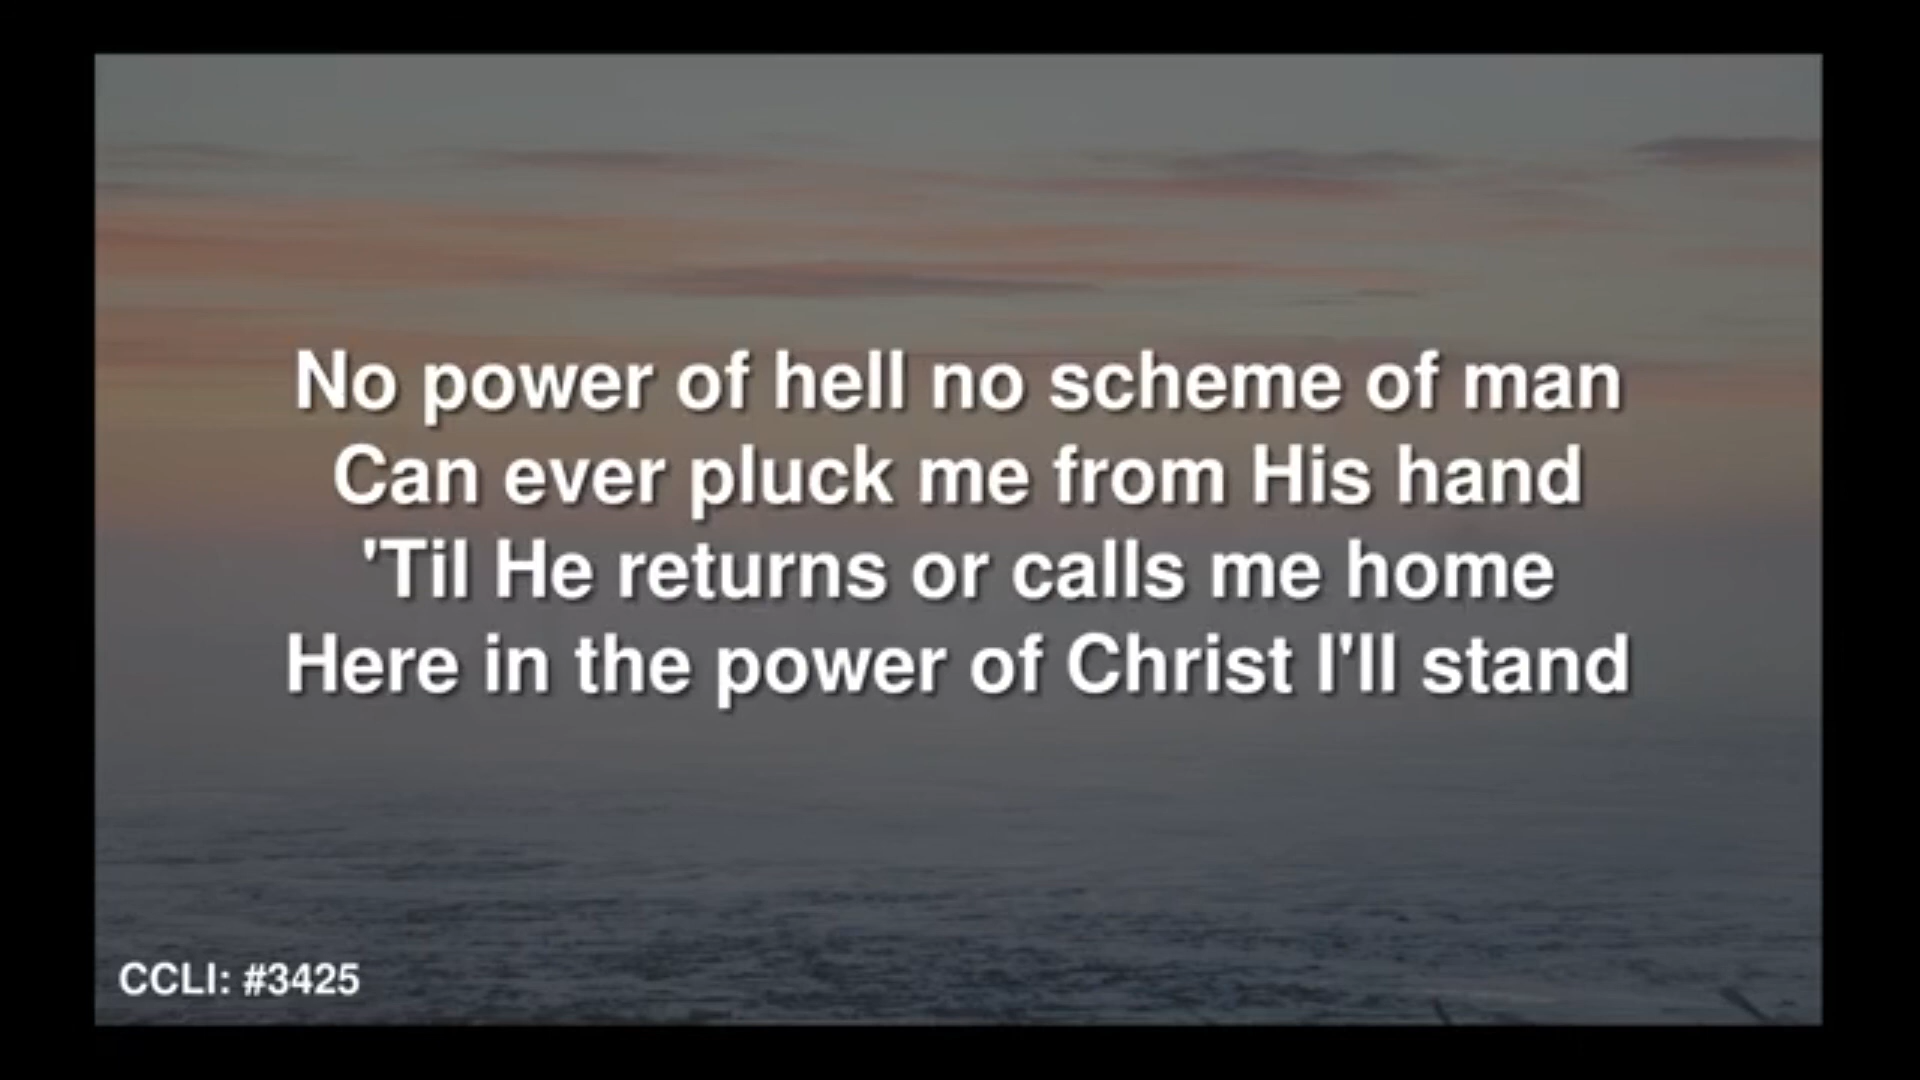 No power of hell no scheme of man
Can ever pluck me from His hand
'Til He returns or calls me home
Here in the power of Christ I'll stand
CCLI: #3425